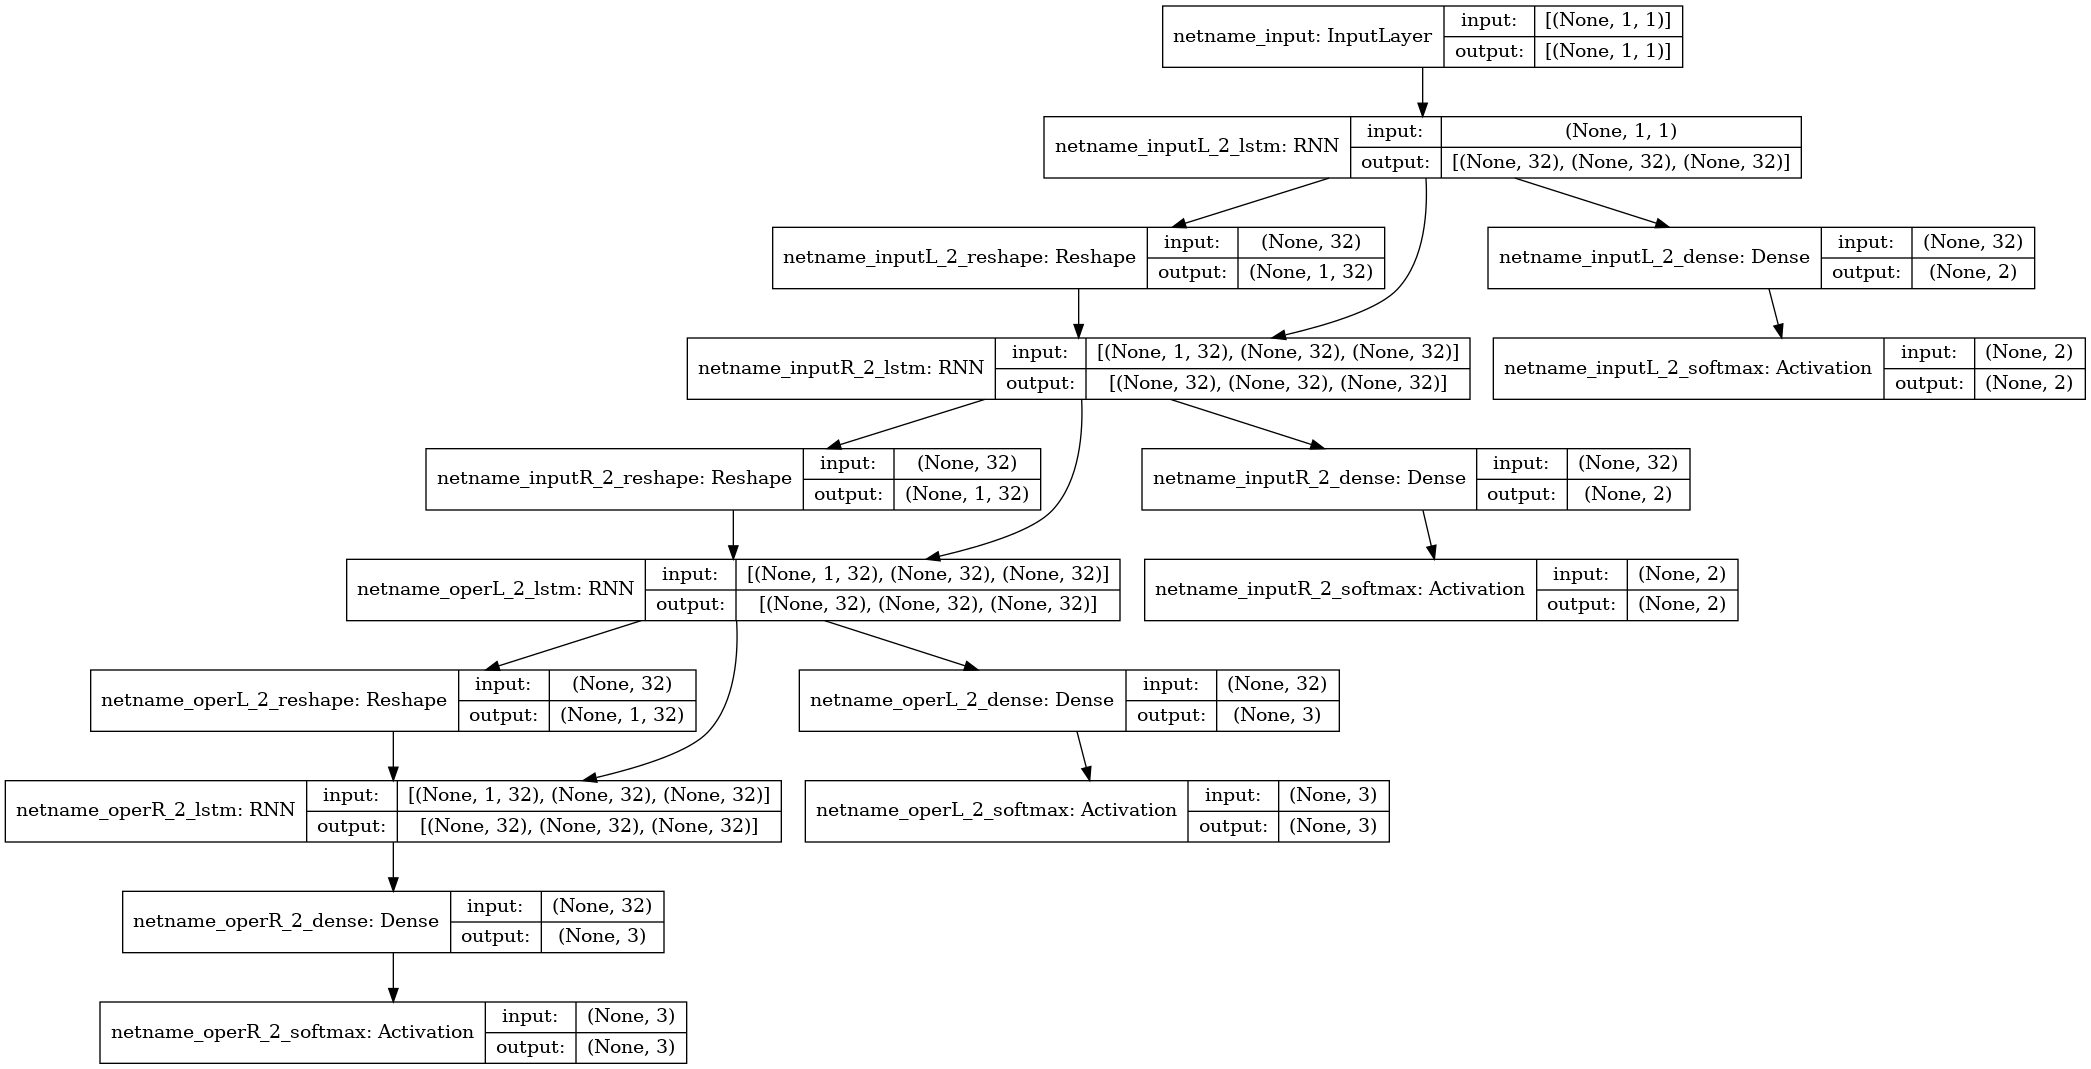 netname_input: InputLayer
input: [(None, 1, 1)]
output: [(None, 1, 1)]
netname_inputL_2_lstm: RNN
input: (None, 1, 1)
output: [(None, 32), (None, 32), (None, 32)]
netname_inputL_2_reshape: Reshape
input: (None, 32)
output: (None, 1, 32)
netname_inputL_2_dense: Dense
input: (None, 32)
output: (None, 2)
netname_inputR_2_lstm: RNN
input: [(None, 1, 32), (None, 32), (None, 32)]
output: [(None, 32), (None, 32), (None, 32)]
netname_inputL_2_softmax: Activation
input: (None, 2)
output: (None, 2)
netname_inputR_2_reshape: Reshape
input: (None, 32)
output: (None, 1, 32)
netname_inputR_2_dense: Dense
input: (None, 32)
output: (None, 2)
netname_operL_2_lstm: RNN
input: [(None, 1, 32), (None, 32), (None, 32)]
output: [(None, 32), (None, 32), (None, 32)]
netname_inputR_2_softmax: Activation
input: (None, 2)
output: (None, 2)
netname_operL_2_reshape: Reshape
input: (None, 32)
output: (None, 1, 32)
netname_operL_2_dense: Dense
input: (None, 32)
output: (None, 3)
netname_operR_2_lstm: RNN
input: [(None, 1, 32), (None, 32), (None, 32)]
output: [(None, 32), (None, 32), (None, 32)]
netname_operL_2_softmax: Activation
input: (None, 3)
output: (None, 3)
netname_operR_2_dense: Dense
input: (None, 32)
output: (None, 3)
netname_operR_2_softmax: Activation
input: (None, 3)
output: (None, 3)